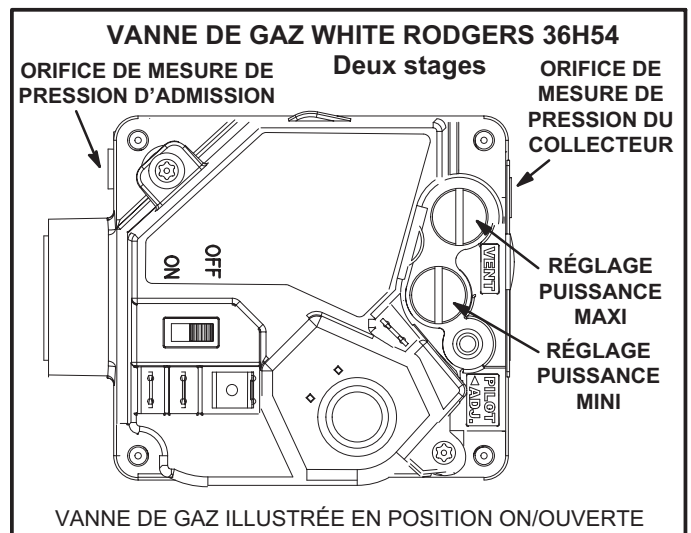 VANNE DE GAZ WHITE RODGERS 36H54
Deux stages
ORIFICE DE MESURE DE
PRESSION D'ADMISSION
ORIFICE DE
MESURE DE
PRESSION DU
COLLECTEUR
OFF
ON
VENT
RÉGLAGE
PUISSANCE
MAXI
RÉGLAGE
PUISSANCE
MINI
PILOT
ADJ.
VANNE DE GAZ ILLUSTRÉE EN POSITION ON/OUVERTE